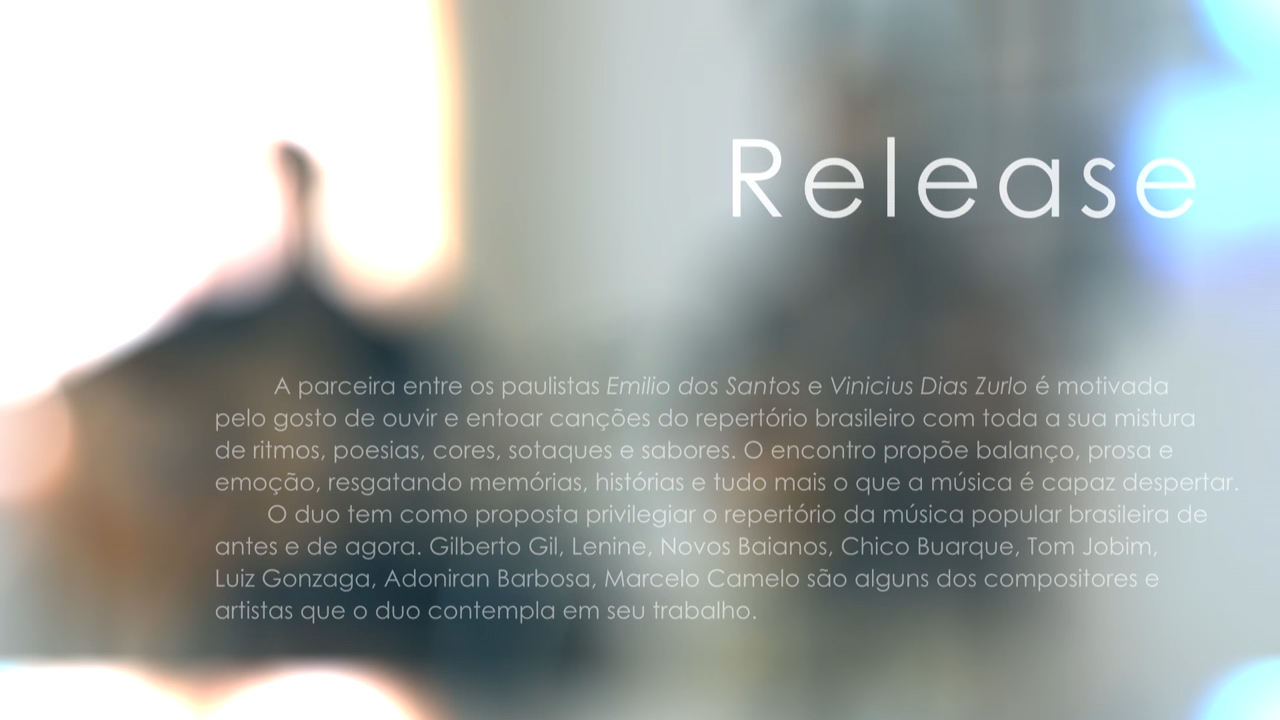 Release
A parceira entre os paulistas Emilio dos Santos e Vinicius Dias Zurlo é motivada
pelo gosto de ouvir e entoar canções do repertório brasileiro com toda a sua mistura
de ritmos, poesias, cores, sotaques e sabores. O encontro propõe balanço, prosa e
emoção, resgatando memórias, histórias e tudo mais o que a música é capaz despertar.
O duo tem como proposta privilegiar o repertório da música popular brasileira de
antes e de agora. Gilberto Gil, Lenine, Novos Baianos, Chico Buarque, Tom Jobim,
Luiz Gonzaga, Adoniran Barbosa, Marcelo Camelo são alguns dos compositores e
artistas que o duo contempla em seu trabalho.